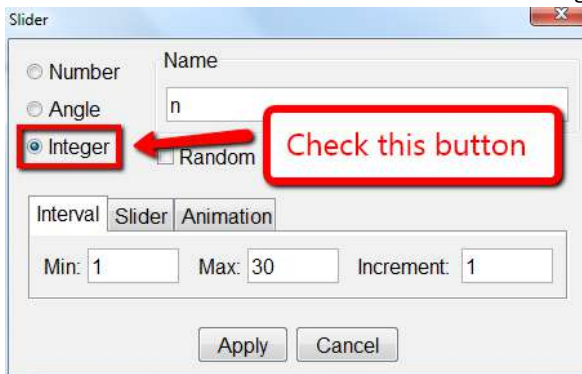 Slider
Number
Name
Angle
n
Integer
Random
Check this button
Interval Slider Animation
Min: 1 Max: 30 Increment: 1
Apply Cancel